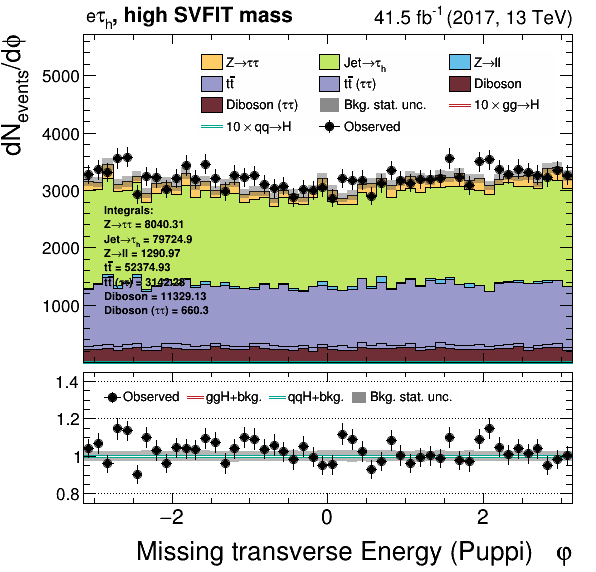 eτh, high SVFIT mass 41.5 fb⁻¹ (2017, 13 TeV)
dNevents/dφ
Z→ττ Jet→τh Z→ll
tt̄ tt̄ (ττ) Diboson
Diboson (ττ) Bkg. stat. unc. 10 × gg→H
10 × qq→H Observed
5000
4000
3000
2000
1000
Integrals:
Z→ττ = 8040.31
Jet→τh = 79724.9
Z→ll = 1290.97
tt̄ = 52374.93
tt̄ (ττ) =
Diboson = 11329.13
Diboson (ττ) = 660.3
1.4
1.2
1
0.8
Observed ggH+bkg. qqH+bkg. Bkg. stat. unc.
−2 0 2
Missing transverse Energy (Puppi) φ